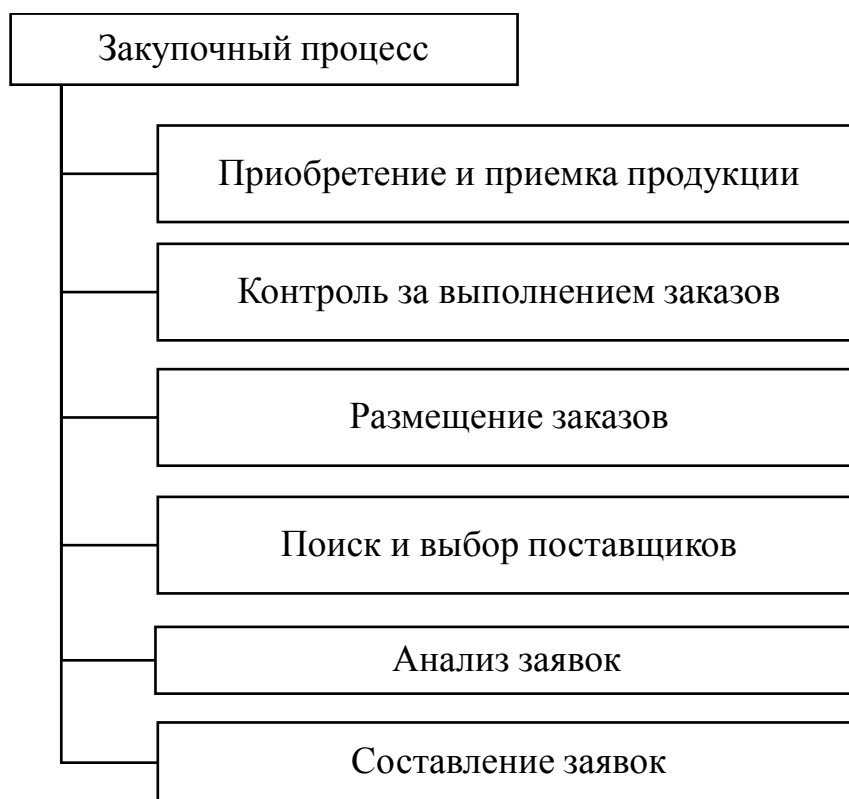 Закупочный процесс
Приобретение и приемка продукции
Контроль за выполнением заказов
Размещение заказов
Поиск и выбор поставщиков
Анализ заявок
Составление заявок